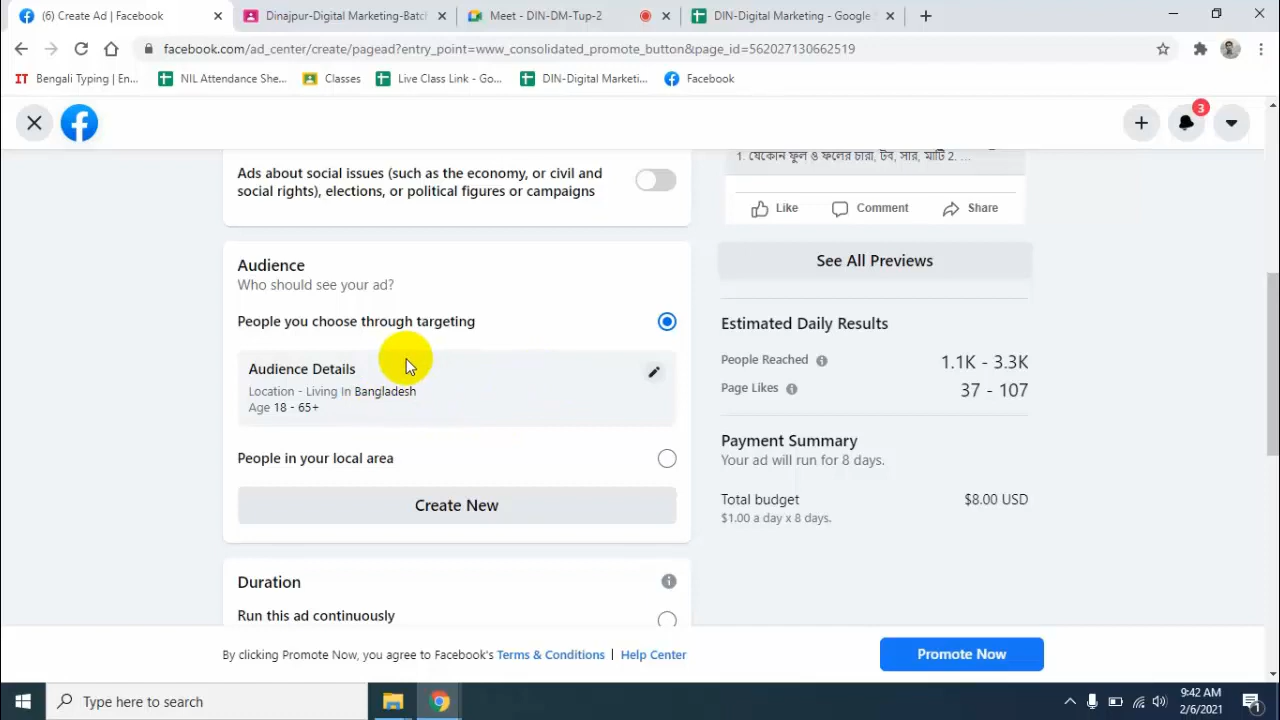 (6) Create Ad | Facebook
Dinajpur-Digital Marketing-Batc
Meet - DIN-DM-Tup-2
DIN-Digital Marketing - Google
facebook.com/ad_center/create/pagead?entry_point=www_consolidated_promote_button&page_id=562027130662519
IT Bengali Typing | En...
NIL Attendance She...
Classes
Live Class Link - Go...
DIN-Digital Marketi...
Facebook
3
Ads about social issues (such as the economy, or civil and
social rights), elections, or political figures or campaigns
1. যেকোন ফুল ও ফলের চারা, টব, সার, মাটি 2. ...
Like
Comment
Share
See All Previews
Audience
Who should see your ad?
People you choose through targeting
Audience Details
Location - Living In Bangladesh
Age 18 - 65+
People in your local area
Create New
Estimated Daily Results
People Reached
1.1K - 3.3K
Page Likes
37 - 107
Payment Summary
Your ad will run for 8 days.
Total budget
$8.00 USD
$1.00 a day x 8 days.
Duration
Run this ad continuously
By clicking Promote Now, you agree to Facebook's Terms & Conditions | Help Center
Promote Now
Type here to search
9:42 AM
2/6/2021
1